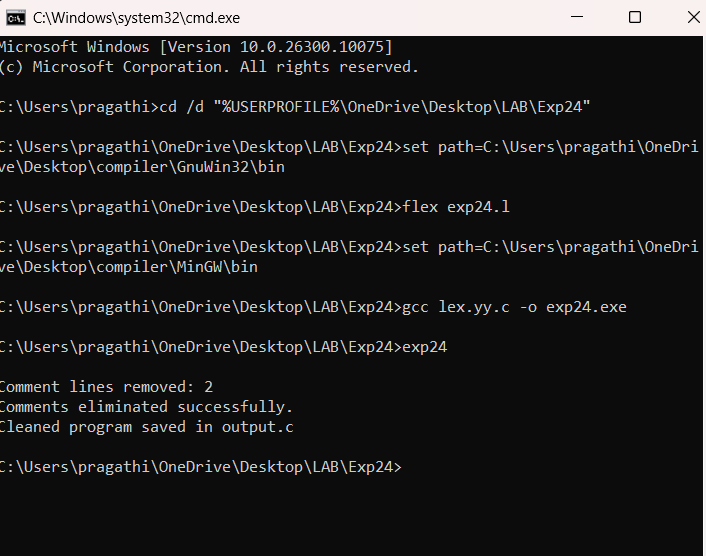 C:\Windows\system32\cmd.exe
Microsoft Windows [Version 10.0.26300.10075]
(c) Microsoft Corporation. All rights reserved.
C:\Users\pragathi>cd /d "%USERPROFILE%\OneDrive\Desktop\LAB\Exp24"
C:\Users\pragathi\OneDrive\Desktop\LAB\Exp24>set path=C:\Users\pragathi\OneDri
ve\Desktop\compiler\GnuWin32\bin
C:\Users\pragathi\OneDrive\Desktop\LAB\Exp24>flex exp24.l
C:\Users\pragathi\OneDrive\Desktop\LAB\Exp24>set path=C:\Users\pragathi\OneDri
ve\Desktop\compiler\MinGW\bin
C:\Users\pragathi\OneDrive\Desktop\LAB\Exp24>gcc lex.yy.c -o exp24.exe
C:\Users\pragathi\OneDrive\Desktop\LAB\Exp24>exp24
Comment lines removed: 2
Comments eliminated successfully.
Cleaned program saved in output.c
C:\Users\pragathi\OneDrive\Desktop\LAB\Exp24>